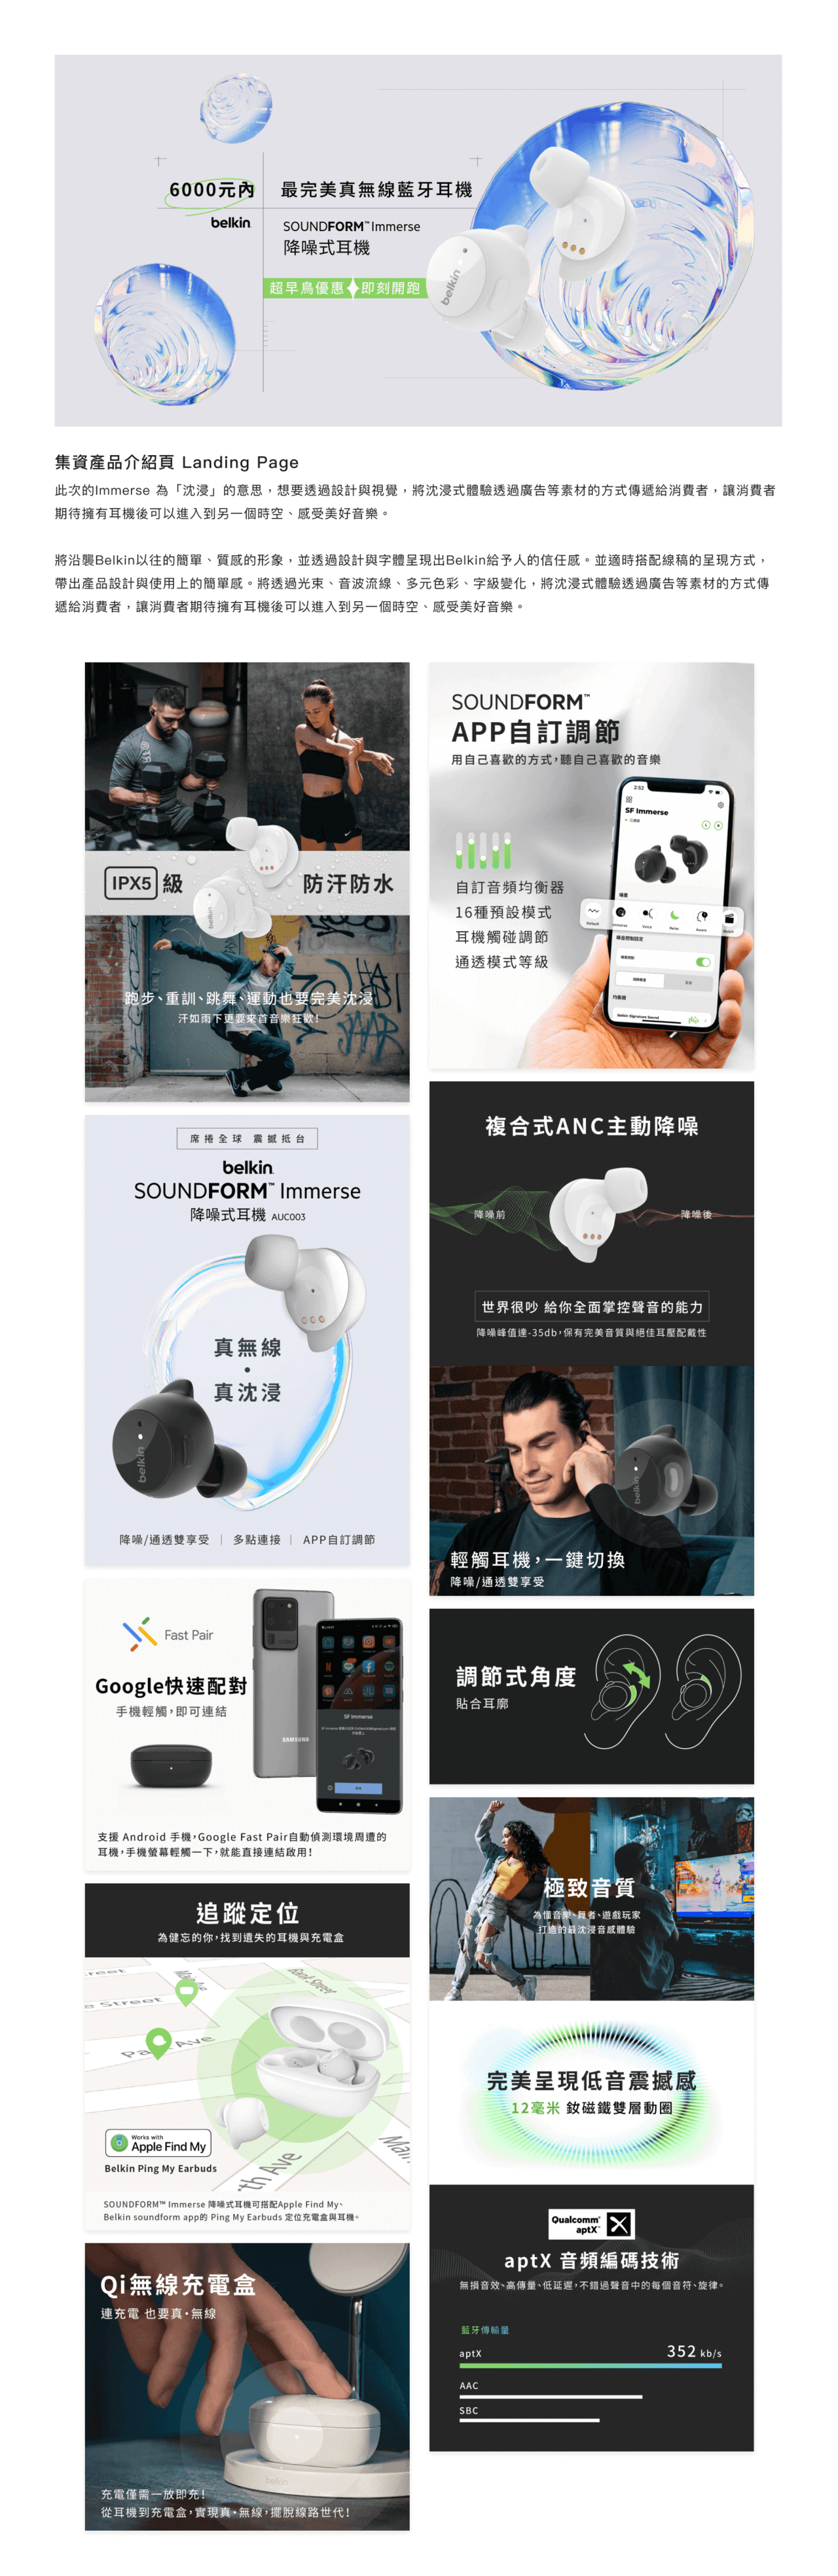 6000元內
最完美真無線藍牙耳機
belkin
SOUNDFORM™ Immerse
降噪式耳機
超早鳥優惠 即刻開跑
belkin
集資產品介紹頁 Landing Page
此次的Immerse 為「沈浸」的意思，想要透過設計與視覺，將沈浸式體驗透過廣告等素材的方式傳遞給消費者，讓消費者
期待擁有耳機後可以進入到另一個時空、感受美好音樂。
將沿襲Belkin以往的簡單、質感的形象，並透過設計與字體呈現出Belkin給予人的信任感。並適時搭配線稿的呈現方式，
帶出產品設計與使用上的簡單感。將透過光束、音波流線、多元色彩、字級變化，將沈浸式體驗透過廣告等素材的方式傳
遞給消費者，讓消費者期待擁有耳機後可以進入到另一個時空、感受美好音樂。
IPX5 級
防汗防水
belkin
跑步、重訓、跳舞、運動也要完美沈浸
汗如雨下更要來首音樂狂歡！
席捲全球 震撼抵台
belkin
SOUNDFORM™ Immerse
降噪式耳機 AUC003
真無線
•
真沈浸
belkin
降噪/通透雙享受 | 多點連接 | APP自訂調節
Fast Pair
Google快速配對
手機輕觸，即可連結
SAMSUNG
SF Immerse
支援 Android 手機，Google Fast Pair自動偵測環境周遭的
耳機，手機螢幕輕觸一下，就能直接連結啟用！
追蹤定位
為健忘的你，找到遺失的耳機與充電盒
Bank Street
Street
Park Ave
Works with
Apple Find My
Belkin Ping My Earbuds
SOUNDFORM™ Immerse 降噪式耳機可搭配Apple Find My、
Belkin soundform app的 Ping My Earbuds 定位充電盒與耳機。
Qi無線充電盒
連充電 也要真•無線
belkin
充電僅需一放即充！
從耳機到充電盒，實現真•無線，擺脫線路世代！
SOUNDFORM™
APP自訂調節
用自己喜歡的方式，聽自己喜歡的音樂
2:52
SF Immerse
自訂音頻均衡器
16種預設模式
耳機觸碰調節
通透模式等級
Default
Voice
均衡器
Belkin Signature Sound
複合式ANC主動降噪
降噪前
降噪後
世界很吵 給你全面掌控聲音的能力
降噪峰值達-35db，保有完美音質與絕佳耳壓配戴性
belkin
輕觸耳機，一鍵切換
降噪/通透雙享受
調節式角度
貼合耳廓
極致音質
為懂音樂、舞者、遊戲玩家
打造的最沈浸音感體驗
完美呈現低音震撼感
12毫米 釹磁鐵雙層動圈
Qualcomm
aptX
aptX 音頻編碼技術
無損音效、高傳量、低延遲，不錯過聲音中的每個音符、旋律。
藍牙傳輸量
aptX
352 kb/s
AAC
SBC